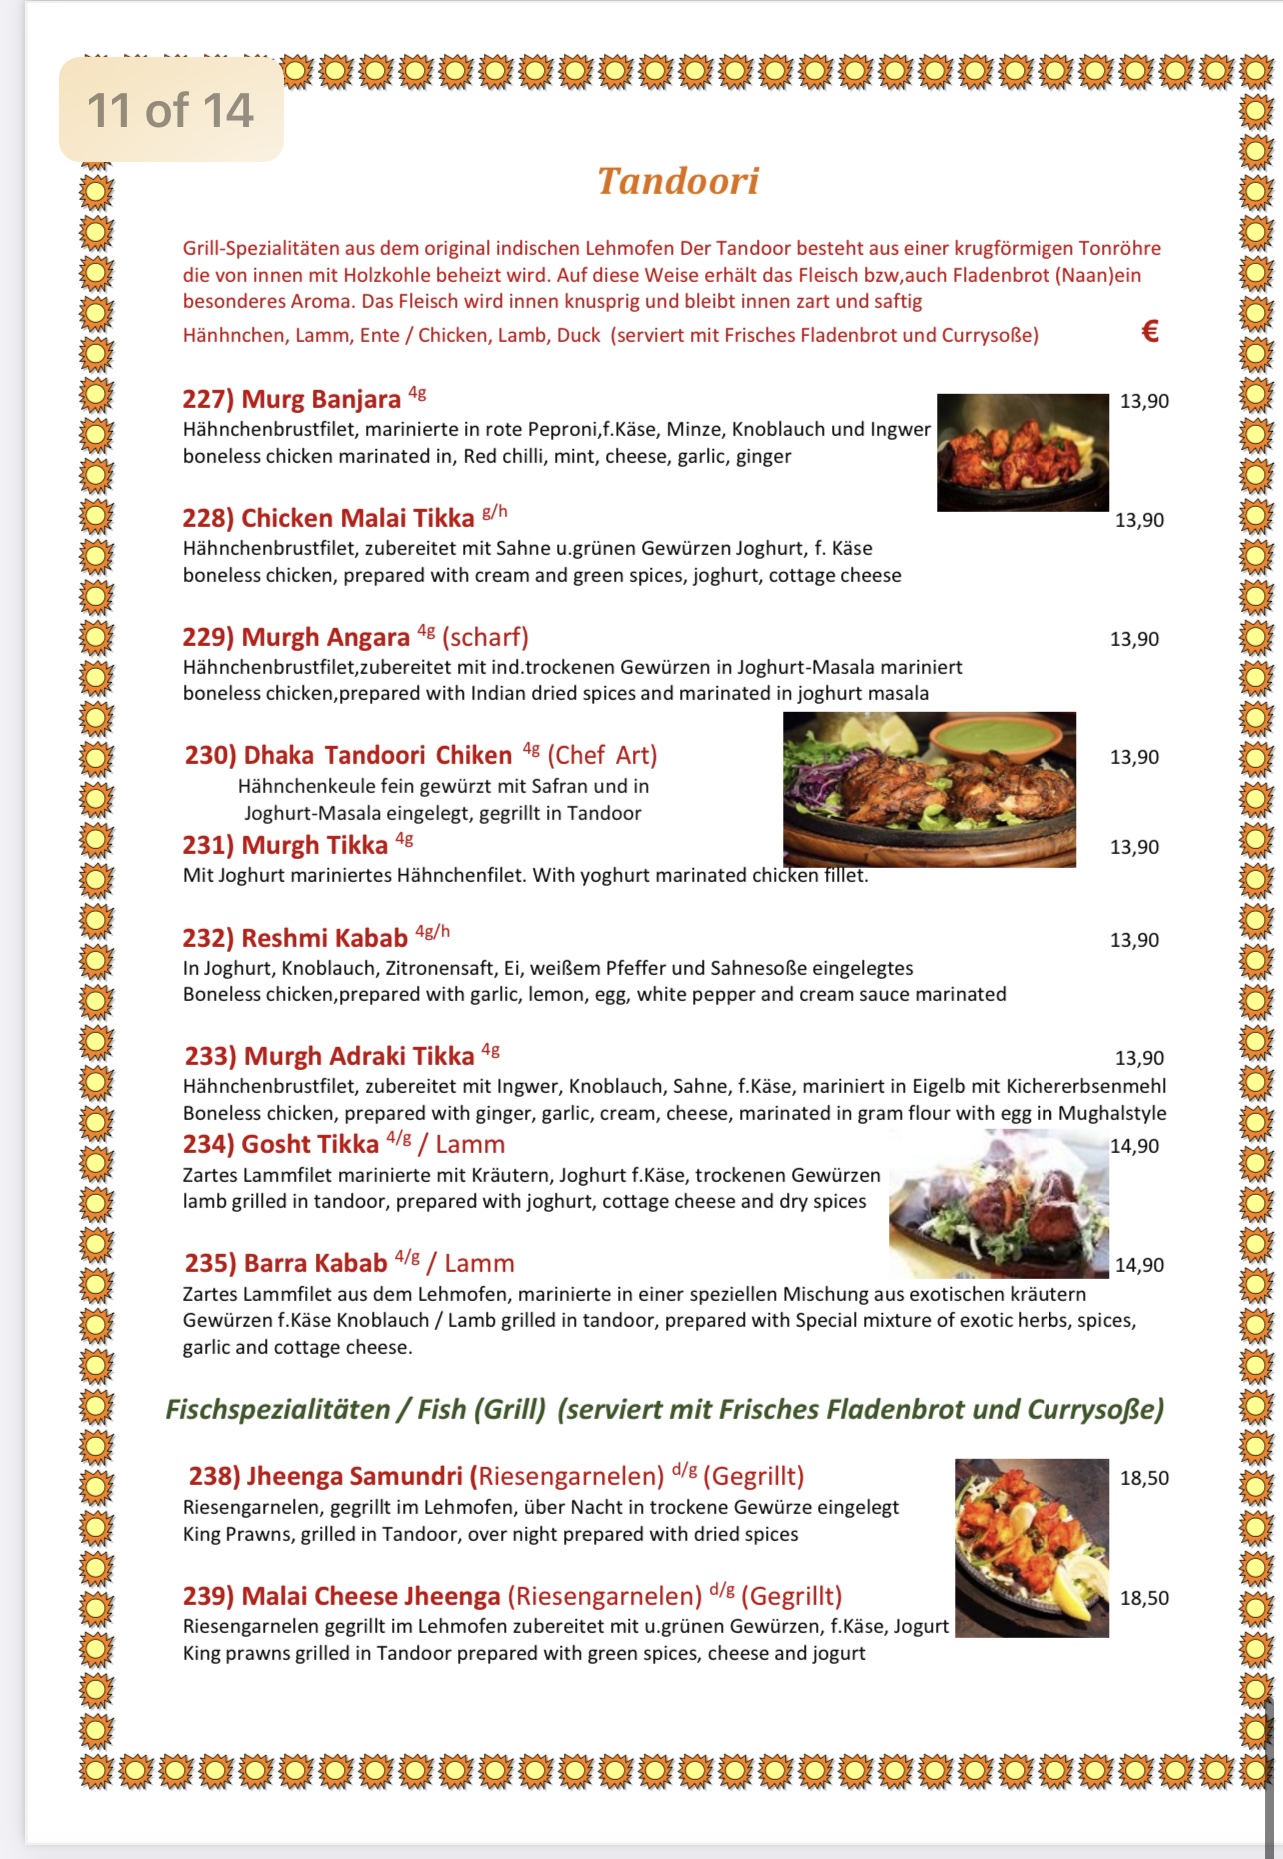 11 of 14
Tandoori
Grill-Spezialitäten aus dem original indischen Lehmofen Der Tandoor besteht aus einer krugförmigen Tonröhre
die von innen mit Holzkohle beheizt wird. Auf diese Weise erhält das Fleisch bzw,auch Fladenbrot (Naan)ein
besonderes Aroma. Das Fleisch wird innen knusprig und bleibt innen zart und saftig
Hänhnchen, Lamm, Ente / Chicken, Lamb, Duck (serviert mit Frisches Fladenbrot und Currysoße) €
227) Murg Banjara 4g 13,90
Hähnchenbrustfilet, marinierte in rote Peproni,f.Käse, Minze, Knoblauch und Ingwer
boneless chicken marinated in, Red chilli, mint, cheese, garlic, ginger
228) Chicken Malai Tikka g/h 13,90
Hähnchenbrustfilet, zubereitet mit Sahne u.grünen Gewürzen Joghurt, f. Käse
boneless chicken, prepared with cream and green spices, joghurt, cottage cheese
229) Murgh Angara 4g (scharf) 13,90
Hähnchenbrustfilet,zubereitet mit ind.trockenen Gewürzen in Joghurt-Masala mariniert
boneless chicken,prepared with Indian dried spices and marinated in joghurt masala
230) Dhaka Tandoori Chiken 4g (Chef Art) 13,90
Hähnchenkeule fein gewürzt mit Safran und in
Joghurt-Masala eingelegt, gegrillt in Tandoor
231) Murgh Tikka 4g 13,90
Mit Joghurt mariniertes Hähnchenfilet. With yoghurt marinated chicken fillet.
232) Reshmi Kabab 4g/h 13,90
In Joghurt, Knoblauch, Zitronensaft, Ei, weißem Pfeffer und Sahnesoße eingelegtes
Boneless chicken,prepared with garlic, lemon, egg, white pepper and cream sauce marinated
233) Murgh Adraki Tikka 4g 13,90
Hähnchenbrustfilet, zubereitet mit Ingwer, Knoblauch, Sahne, f.Käse, mariniert in Eigelb mit Kichererbsenmehl
Boneless chicken, prepared with ginger, garlic, cream, cheese, marinated in gram flour with egg in Mughalstyle
234) Gosht Tikka 4/g / Lamm 14,90
Zartes Lammfilet marinierte mit Kräutern, Joghurt f.Käse, trockenen Gewürzen
lamb grilled in tandoor, prepared with joghurt, cottage cheese and dry spices
235) Barra Kabab 4/g / Lamm 14,90
Zartes Lammfilet aus dem Lehmofen, marinierte in einer speziellen Mischung aus exotischen kräutern
Gewürzen f.Käse Knoblauch / Lamb grilled in tandoor, prepared with Special mixture of exotic herbs, spices,
garlic and cottage cheese.
Fischspezialitäten / Fish (Grill) (serviert mit Frisches Fladenbrot und Currysoße)
238) Jheenga Samundri (Riesengarnelen) d/g (Gegrillt) 18,50
Riesengarnelen, gegrillt im Lehmofen, über Nacht in trockene Gewürze eingelegt
King Prawns, grilled in Tandoor, over night prepared with dried spices
239) Malai Cheese Jheenga (Riesengarnelen) d/g (Gegrillt) 18,50
Riesengarnelen gegrillt im Lehmofen zubereitet mit u.grünen Gewürzen, f.Käse, Jogurt
King prawns grilled in Tandoor prepared with green spices, cheese and jogurt